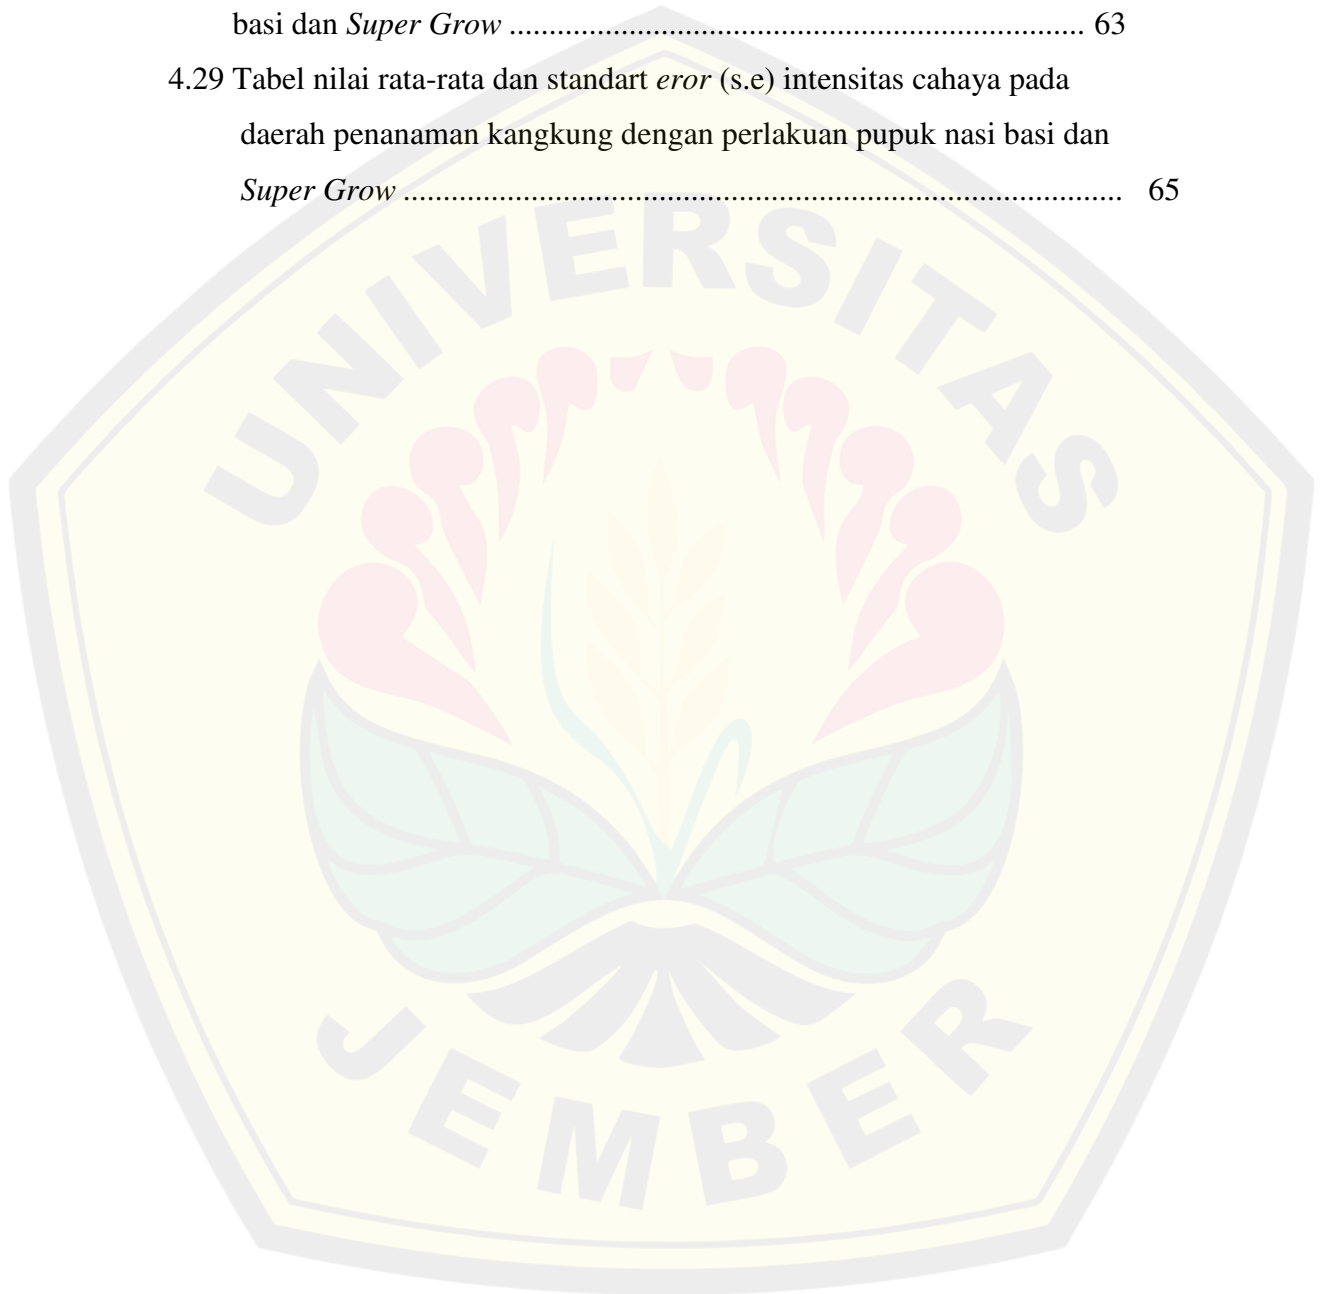 basi dan Super Grow ........................................................................ 63
4.29 Tabel nilai rata-rata dan standart eror (s.e) intensitas cahaya pada
daerah penanaman kangkung dengan perlakuan pupuk nasi basi dan
Super Grow .......................................................................................... 65
UNIVERSITAS
JEMBER